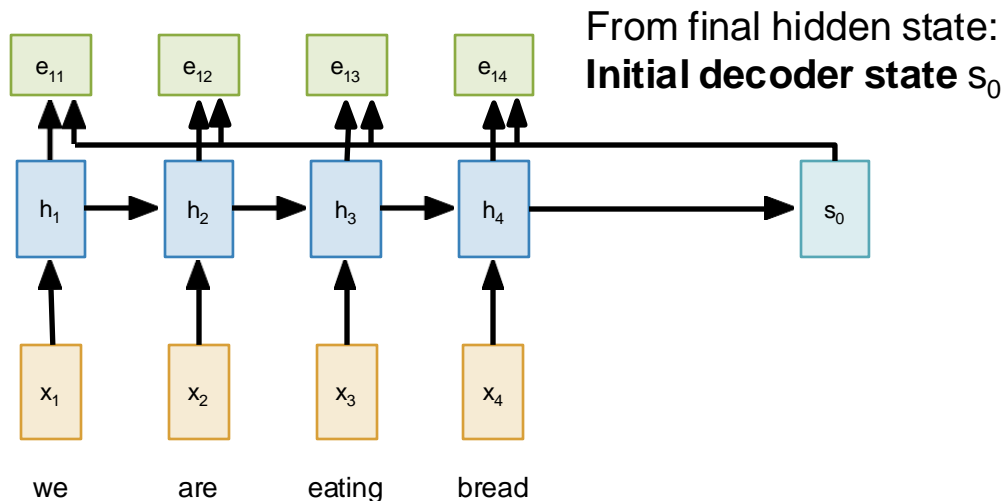 From final hidden state:
Initial decoder state s₀
e₁₁ e₁₂ e₁₃ e₁₄
h₁ h₂ h₃ h₄ s₀
x₁ x₂ x₃ x₄
we are eating bread